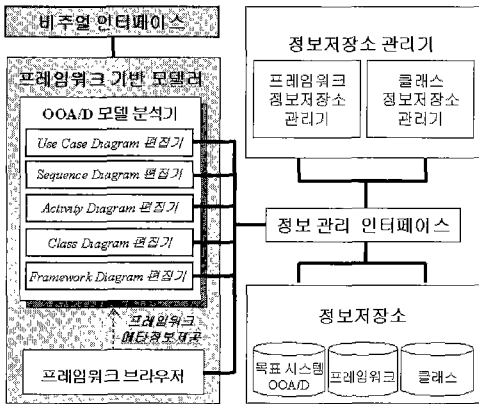 비주얼 인터페이스
프레임워크 기반 모델러
OOA/D 모델 분석기
Use Case Diagram 편집기
Sequence Diagram 편집기
Activity Diagram 편집기
Class Diagram 편집기
Framework Diagram 편집기
프레임워크
메타정보제공
프레임워크 브라우저
정보저장소 관리기
프레임워크
정보저장소
관리기
클래스
정보저장소
관리기
정보 관리 인터페이스
정보저장소
목표 시스템
OOA/D
프레임워크
클래스